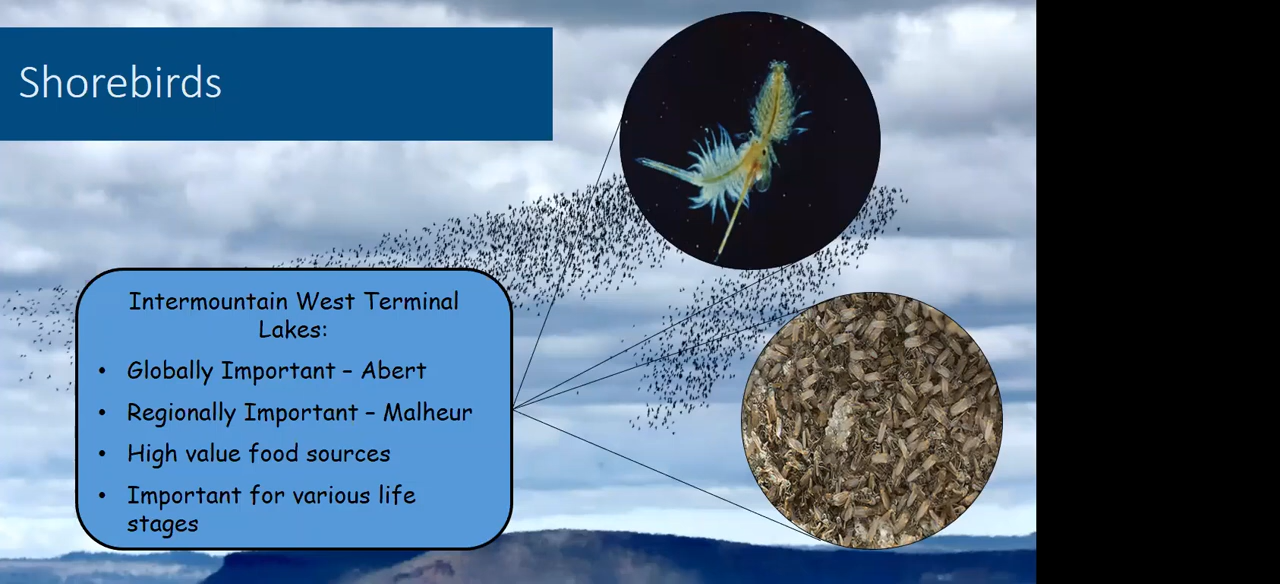 Shorebirds
Intermountain West Terminal
Lakes:
• Globally Important – Abert
• Regionally Important – Malheur
• High value food sources
• Important for various life
stages